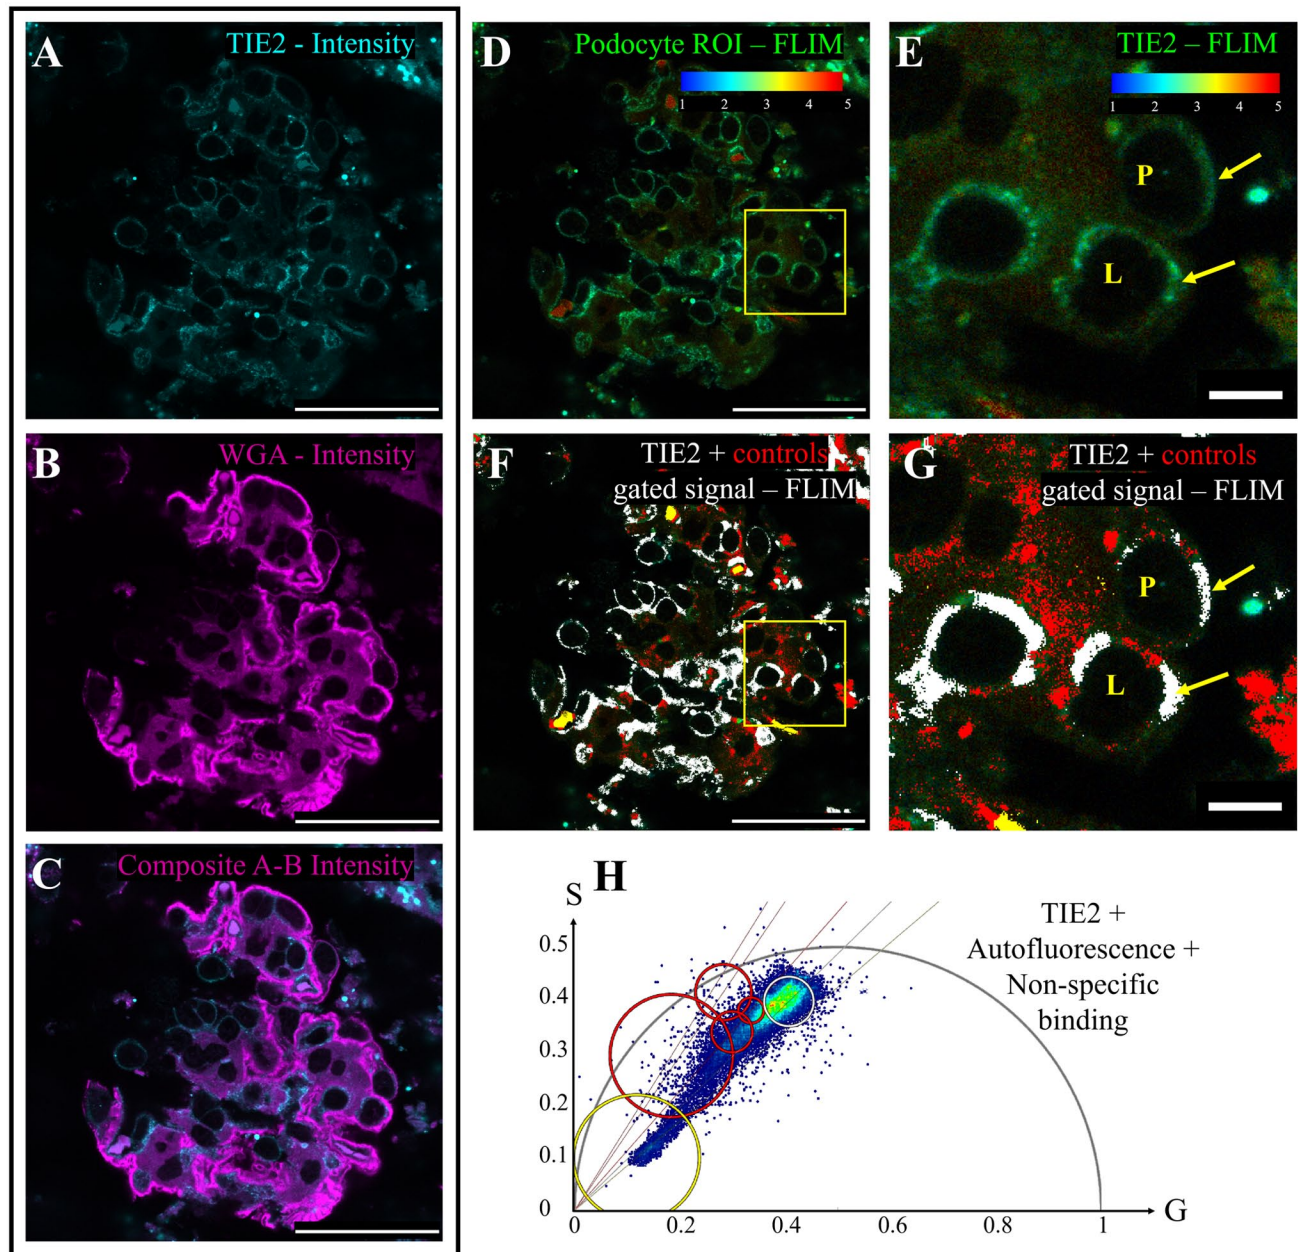 A
TIE2 - Intensity
D
Podocyte ROI – FLIM
1 2 3 4 5
E
TIE2 – FLIM
1 2 3 4 5
P
L
B
WGA - Intensity
F
TIE2 + controls
gated signal – FLIM
G
TIE2 + controls
gated signal – FLIM
P
L
C
Composite A-B Intensity
H
S
0.5
0.4
0.3
0.2
0.1
0
0 0.2 0.4 0.6 0.8 1
G
TIE2 +
Autofluorescence +
Non-specific
binding